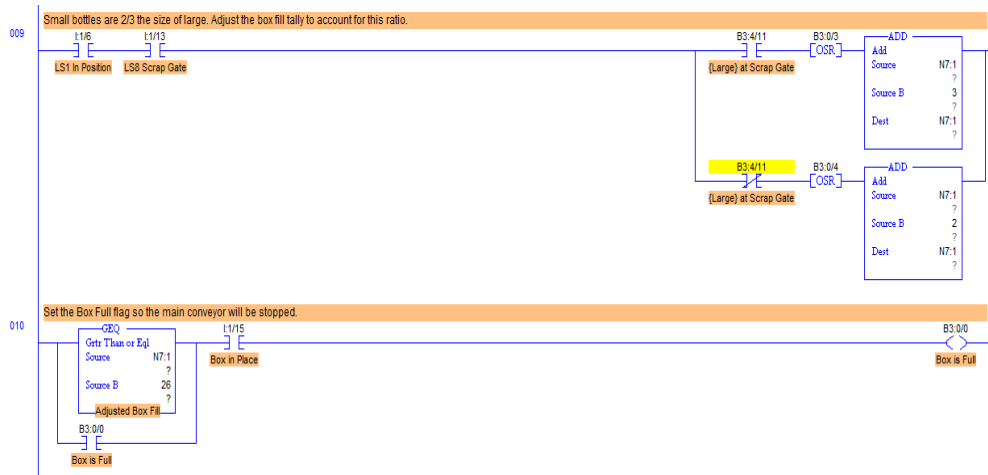 Small bottles are 2/3 the size of large. Adjust the box fill tally to account for this ratio.
009
I:1/6 I:1/13 B3:4/11 B3:0/3 ADD
OSR Add
LS1 In Position LS8 Scrap Gate {Large} at Scrap Gate Source N7:1
?
Source B 3
?
Dest N7:1
?
B3:4/11 B3:0/4 ADD
OSR Add
{Large} at Scrap Gate Source N7:1
?
Source B 2
?
Dest N7:1
?
Set the Box Full flag so the main conveyor will be stopped.
010
GEQ I:1/15 B3:0/0
Grtr Than or Eql
Source N7:1 Box in Place Box is Full
?
Source B 26
?
Adjusted Box Fill
B3:0/0
Box is Full